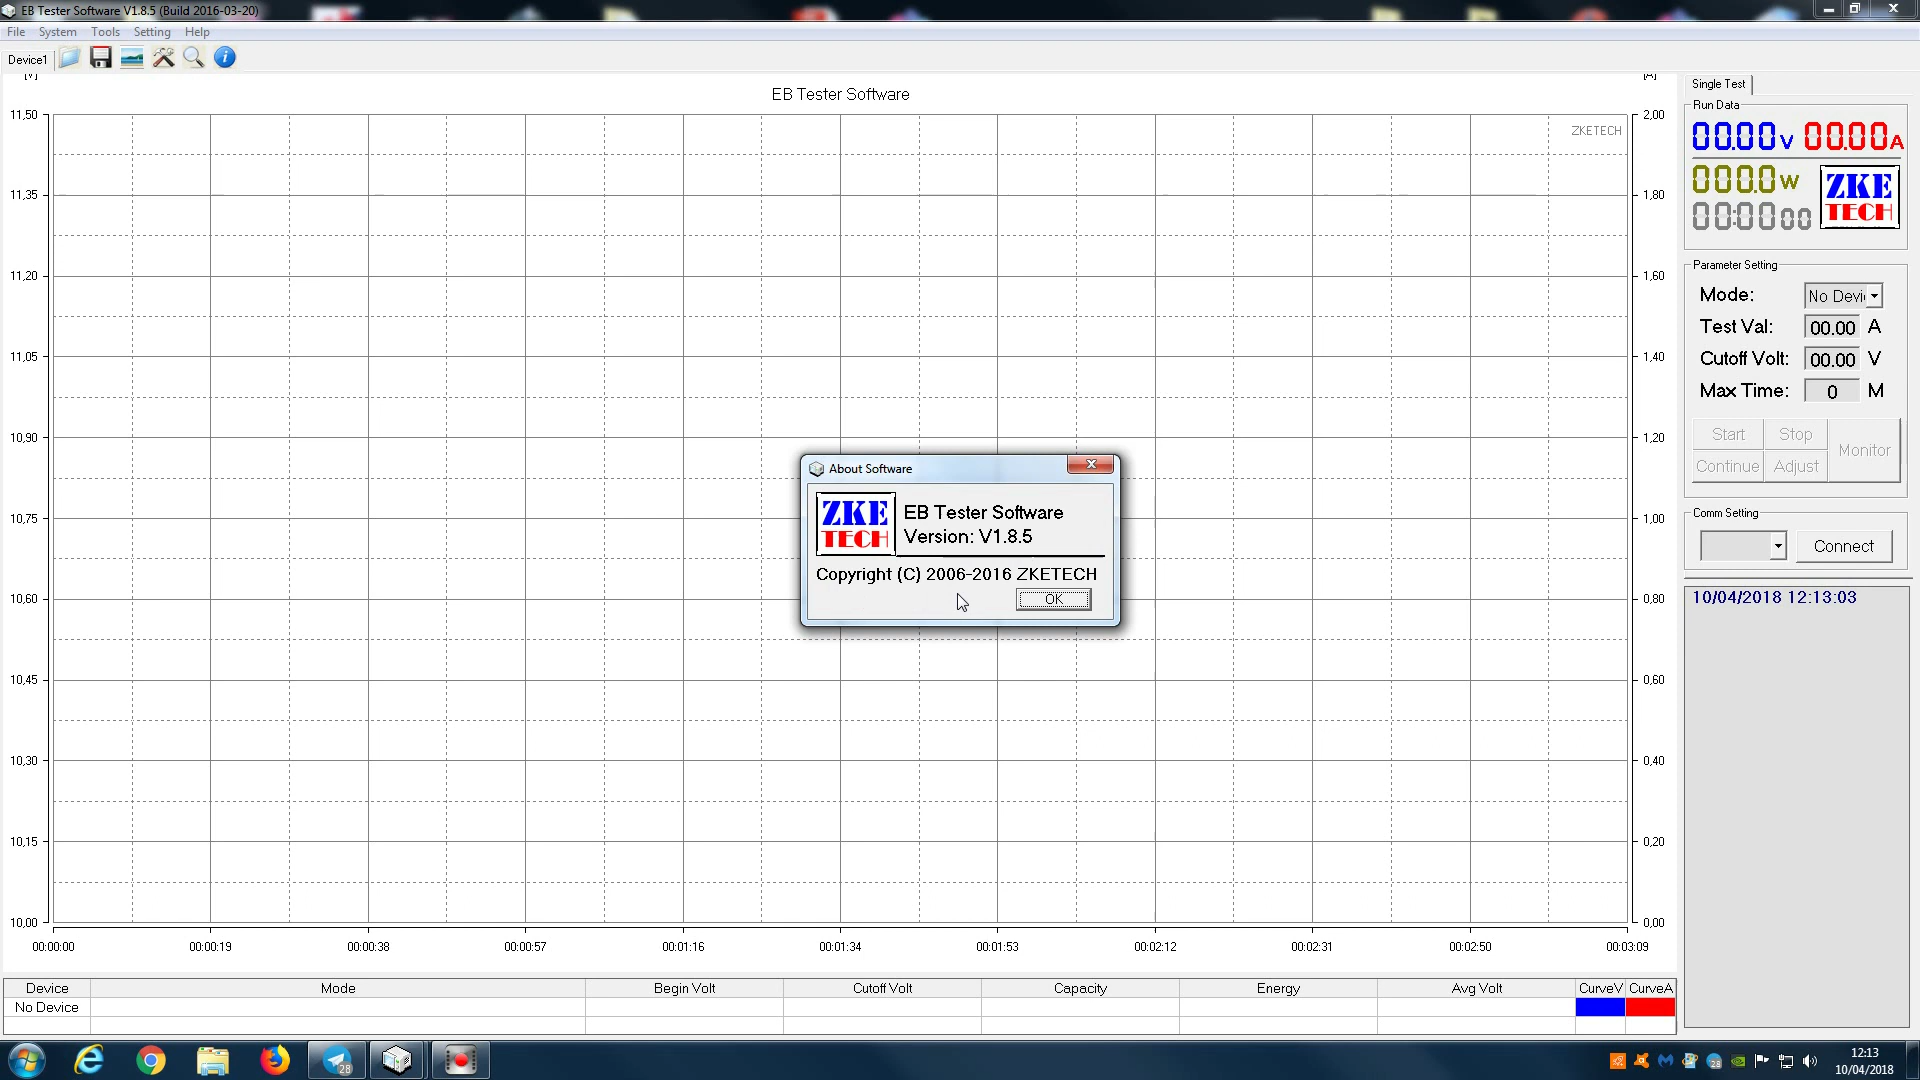 EB Tester Software V1.8.5 (Build 2016-03-20)
File System Tools Setting Help
Device1
[V]
[A]
EB Tester Software
ZKETECH
11,50
11,35
11,20
11,05
10,90
10,75
10,60
10,45
10,30
10,15
10,00
2,00
1,80
1,60
1,40
1,20
1,00
0,80
0,60
0,40
0,20
0,00
00:00:00 00:00:19 00:00:38 00:00:57 00:01:16 00:01:34 00:01:53 00:02:12 00:02:31 00:02:50 00:03:09
About Software
ZKE
TECH
EB Tester Software
Version: V1.8.5
Copyright (C) 2006-2016 ZKETECH
OK
Single Test
Run Data
00.00V 00.00A
000.0W
00:00 00
ZKE
TECH
Parameter Setting
Mode: No Devi
Test Val: 00.00 A
Cutoff Volt: 00.00 V
Max Time: 0 M
Start Stop Monitor
Continue Adjust
Comm Setting
Connect
10/04/2018 12:13:03
Device Mode Begin Volt Cutoff Volt Capacity Energy Avg Volt CurveV CurveA
No Device
28
28
12:13
10/04/2018